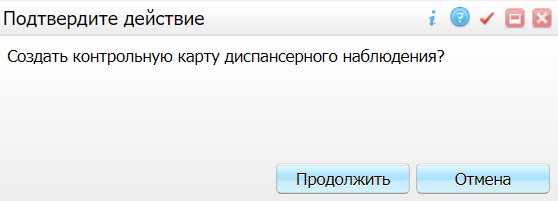 Подтвердите действие
Создать контрольную карту диспансерного наблюдения?
Продолжить
Отмена